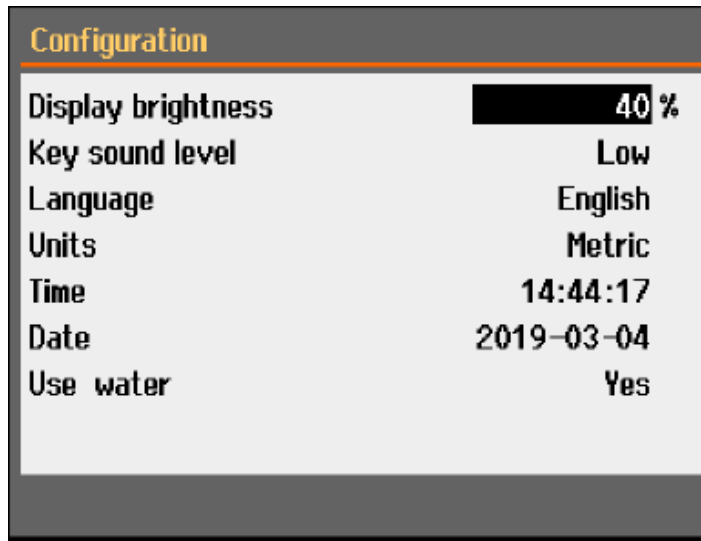 Configuration
Display brightness 40 %
Key sound level Low
Language English
Units Metric
Time 14:44:17
Date 2019-03-04
Use water Yes